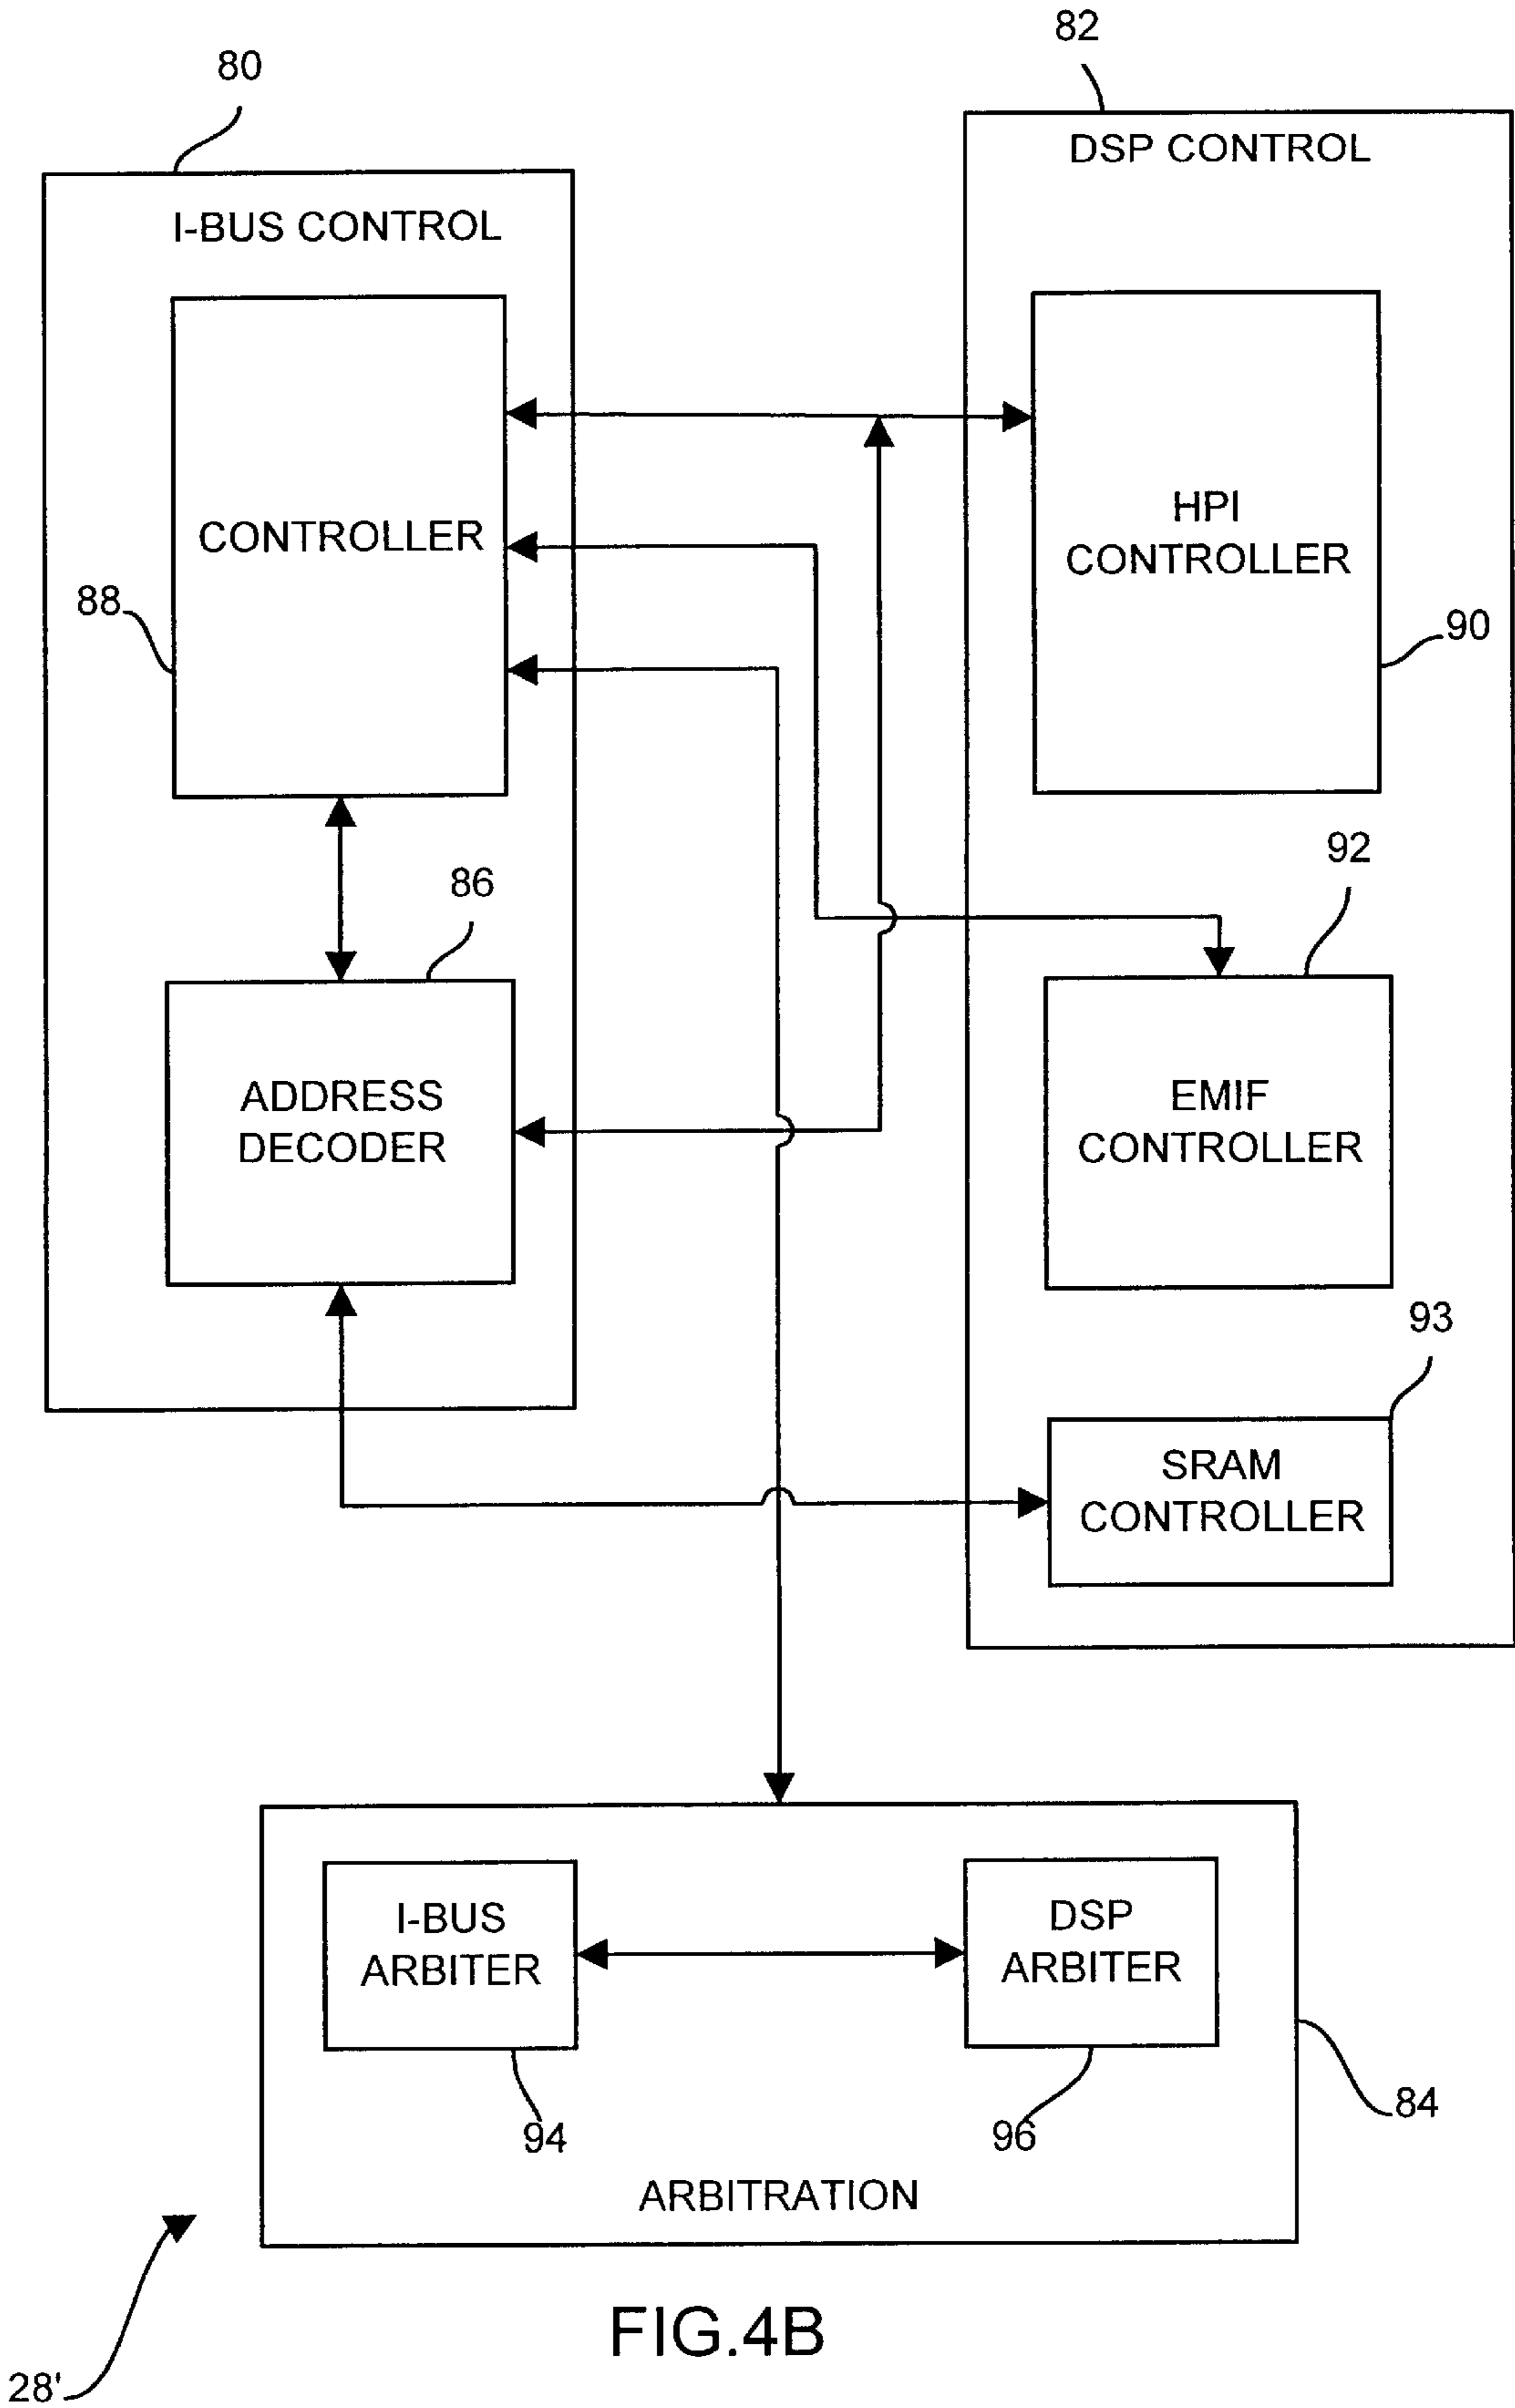 82
80
DSP CONTROL
I-BUS CONTROL
HPI
CONTROLLER
CONTROLLER
88
90
92
86
ADDRESS
DECODER
EMIF
CONTROLLER
93
SRAM
CONTROLLER
I-BUS
ARBITER
DSP
ARBITER
84
94
96
ARBITRATION
FIG.4B
28'